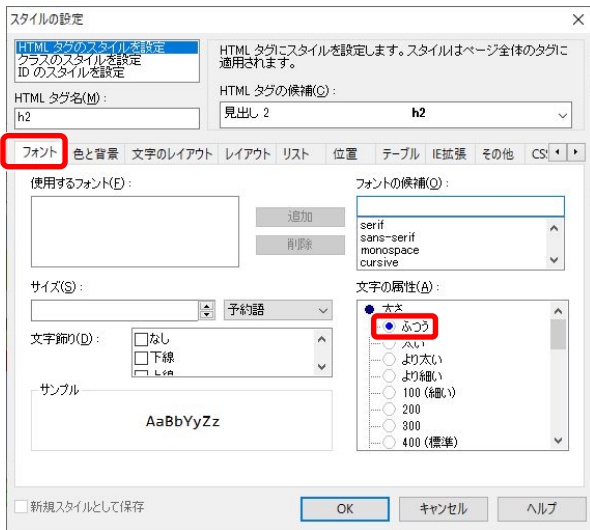 スタイルの設定
HTML タグのスタイルを設定
クラスのスタイルを設定
ID のスタイルを設定
HTML タグにスタイルを設定します。スタイルはページ全体のタグに
適用されます。
HTML タグ名(M):
h2
HTML タグの候補(C):
見出し 2 h2
フォント 色と背景 文字のレイアウト レイアウト リスト 位置 テーブル IE拡張 その他
使用するフォント(F):
追加
削除
フォントの候補(O):
serif
sans-serif
monospace
cursive
サイズ(S):
予約語
文字飾り(D):
なし
下線
上線
サンプル
AaBbYyZz
文字の属性(A):
太さ
ふつう
太い
より太い
より細い
100 (細い)
200
300
400 (標準)
新規スタイルとして保存
OK
キャンセル
ヘルプ